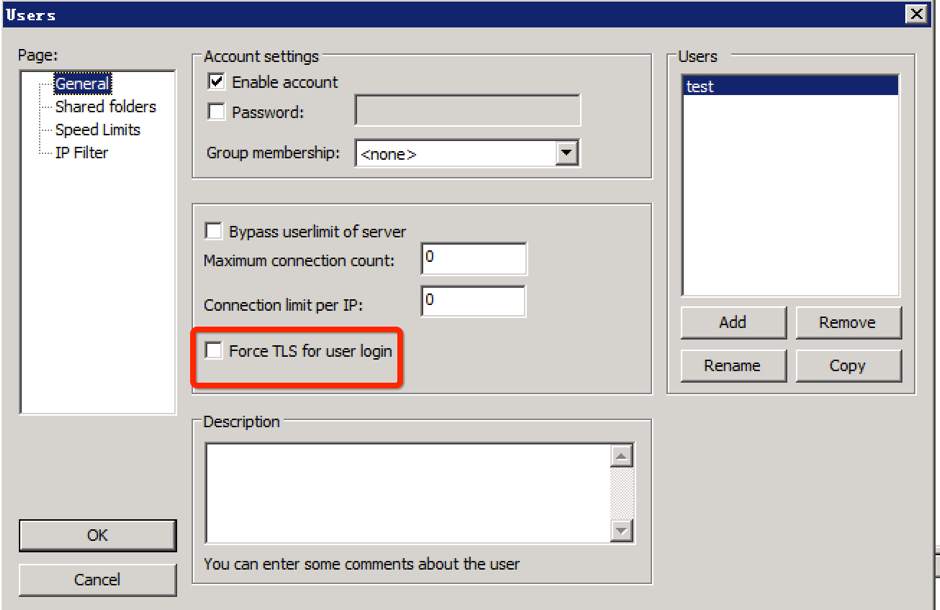 Users
Page:
General
Shared folders
Speed Limits
IP Filter
Account settings
Enable account
Password:
Group membership:
<none>
Bypass userlimit of server
Maximum connection count:
0
Connection limit per IP:
0
Force TLS for user login
Description
You can enter some comments about the user
Users
test
Add
Remove
Rename
Copy
OK
Cancel